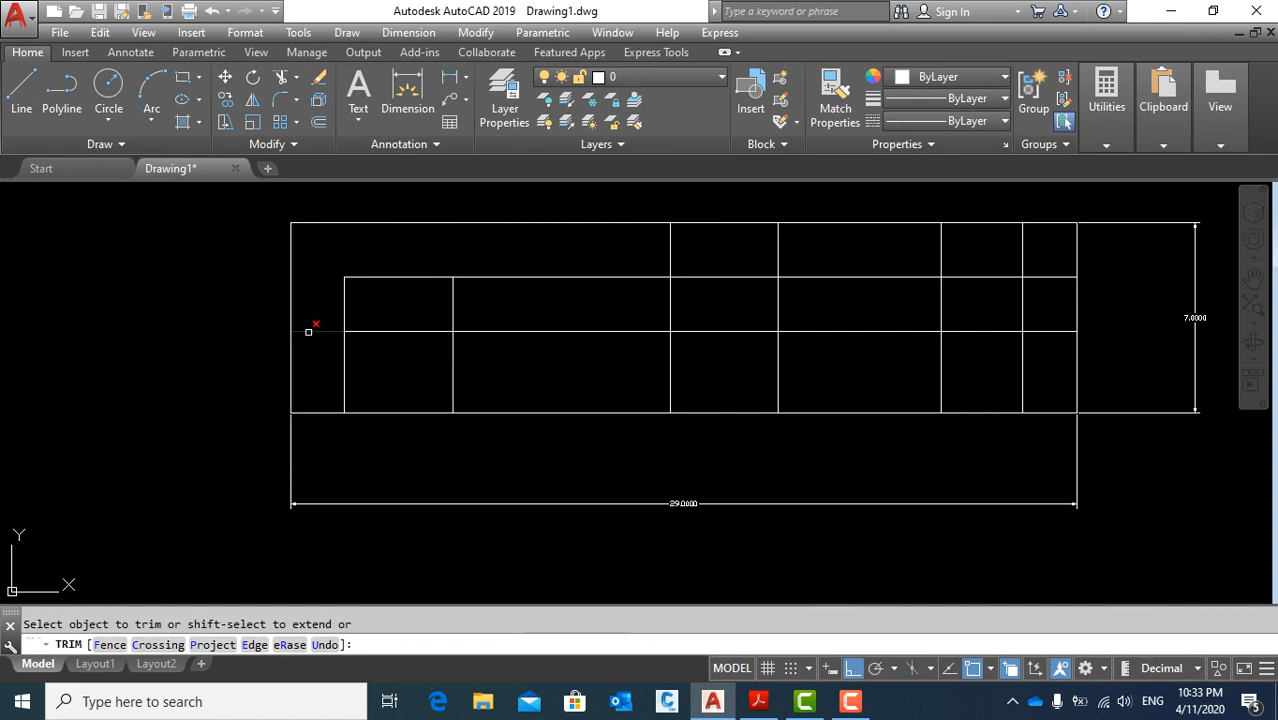 Autodesk AutoCAD 2019 Drawing1.dwg
Type a keyword or phrase
Sign In
File Edit View Insert Format Tools Draw Dimension Modify Parametric Window Help Express
Home Insert Annotate Parametric View Manage Output Add-ins Collaborate Featured Apps Express Tools
0
ByLayer
ByLayer
ByLayer
Line Polyline Circle Arc Text Dimension Layer Properties Insert Match Properties Group Utilities Clipboard View
Draw Modify Annotation Layers Block Properties Groups
Start Drawing1*
7.0000
29.0000
Y
X
Select object to trim or shift-select to extend or
TRIM [Fence Crossing Project Edge eRase Undo]:
Model Layout1 Layout2
MODEL Decimal
Type here to search
ENG
10:33 PM
4/11/2020
5